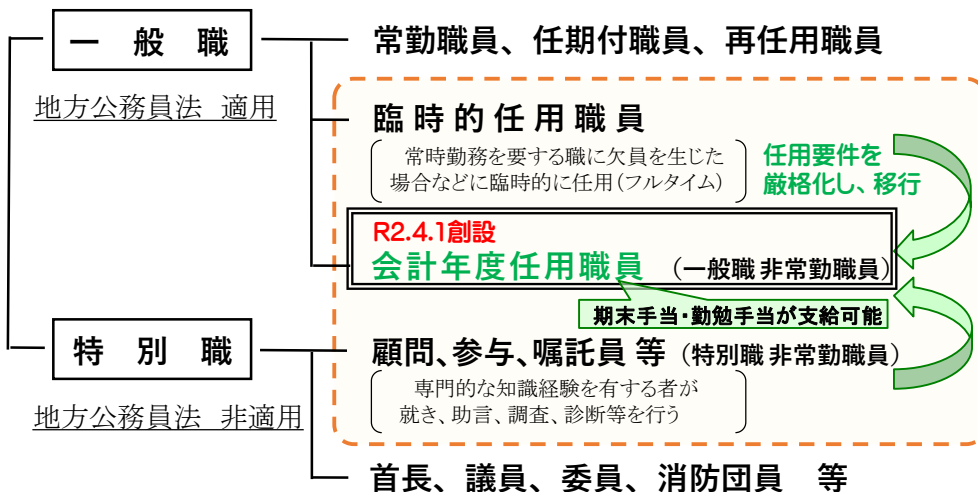 一般職
常勤職員、任期付職員、再任用職員
地方公務員法 適用
臨時的任用職員
常時勤務を要する職に欠員を生じた
場合などに臨時的に任用(フルタイム)
任用要件を
厳格化し、移行
R2.4.1創設
会計年度任用職員 (一般職 非常勤職員)
期末手当・勤勉手当が支給可能
特別職
顧問、参与、嘱託員 等 (特別職 非常勤職員)
専門的な知識経験を有する者が
就き、助言、調査、診断等を行う
地方公務員法 非適用
首長、議員、委員、消防団員 等